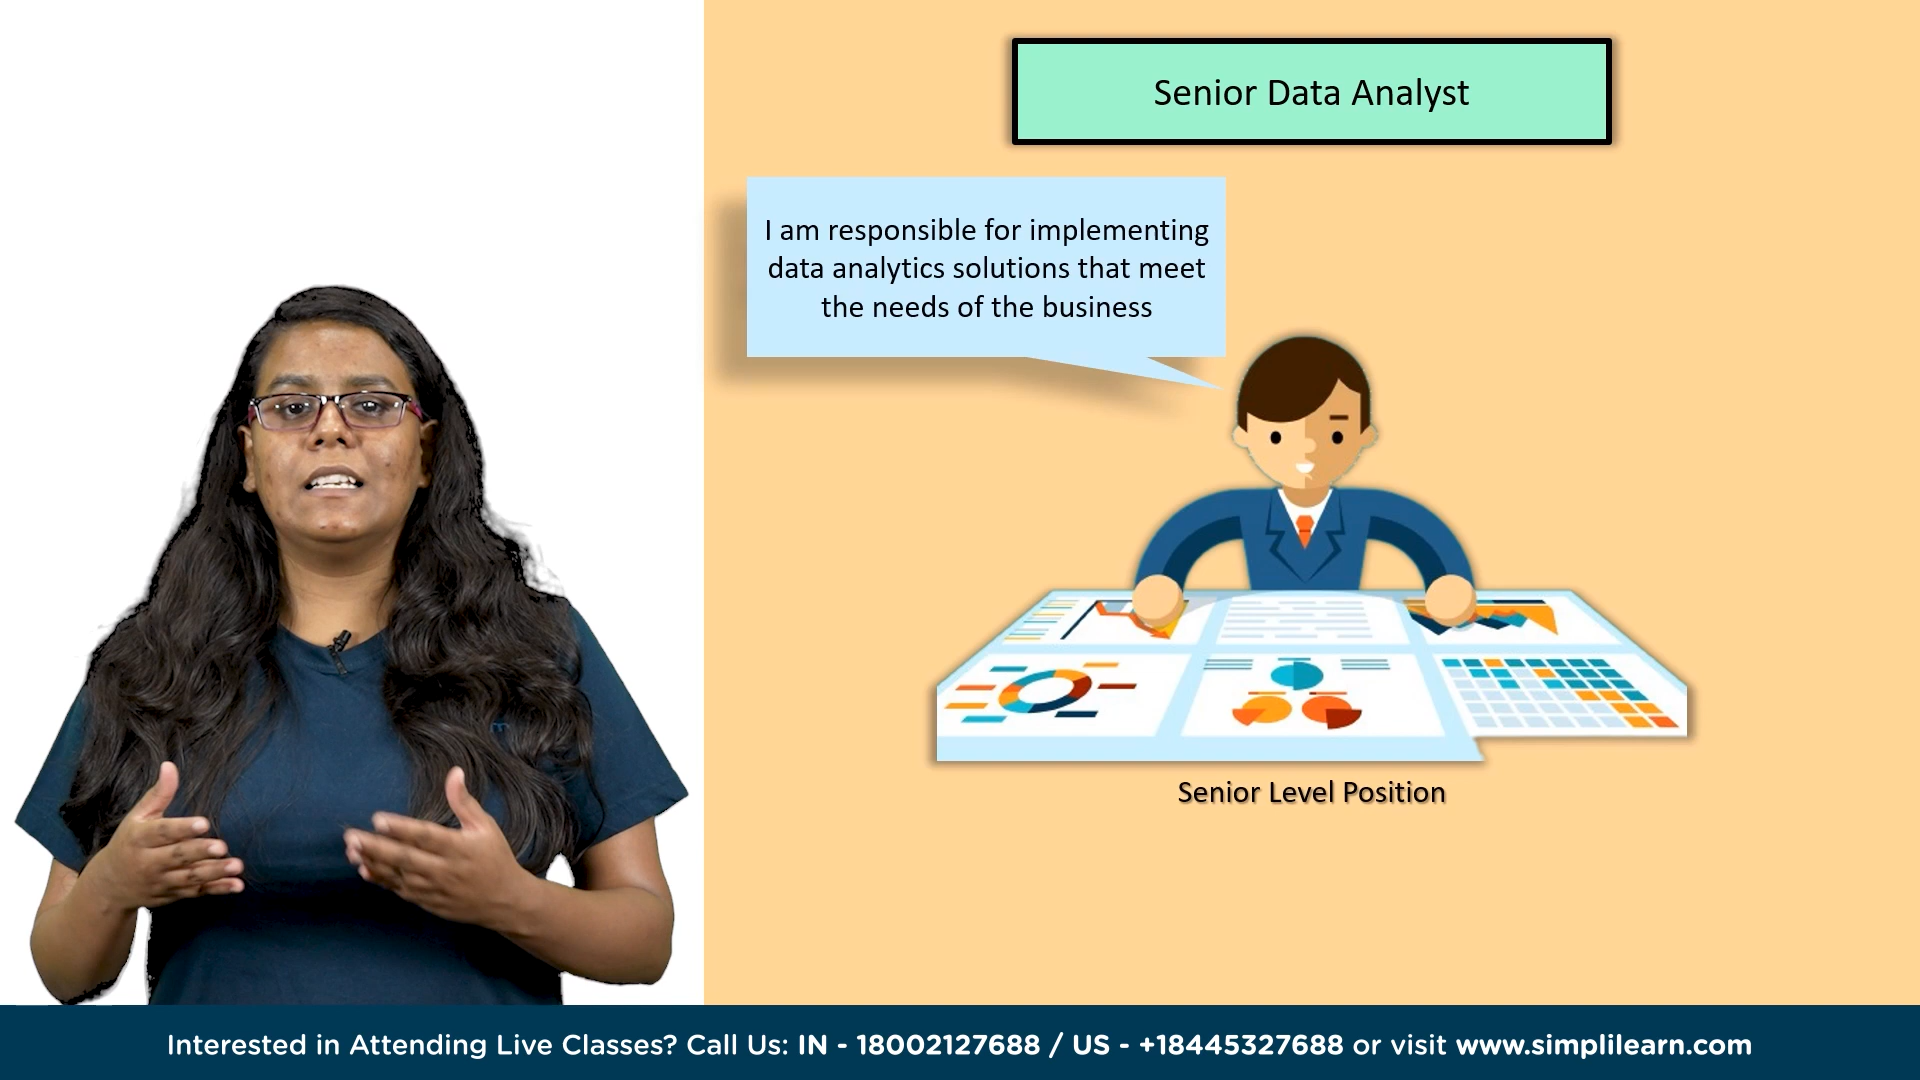 Senior Data Analyst
I am responsible for implementing
data analytics solutions that meet
the needs of the business
Senior Level Position
Interested in Attending Live Classes? Call Us: IN - 18002127688 / US - +18445327688 or visit www.simplilearn.com